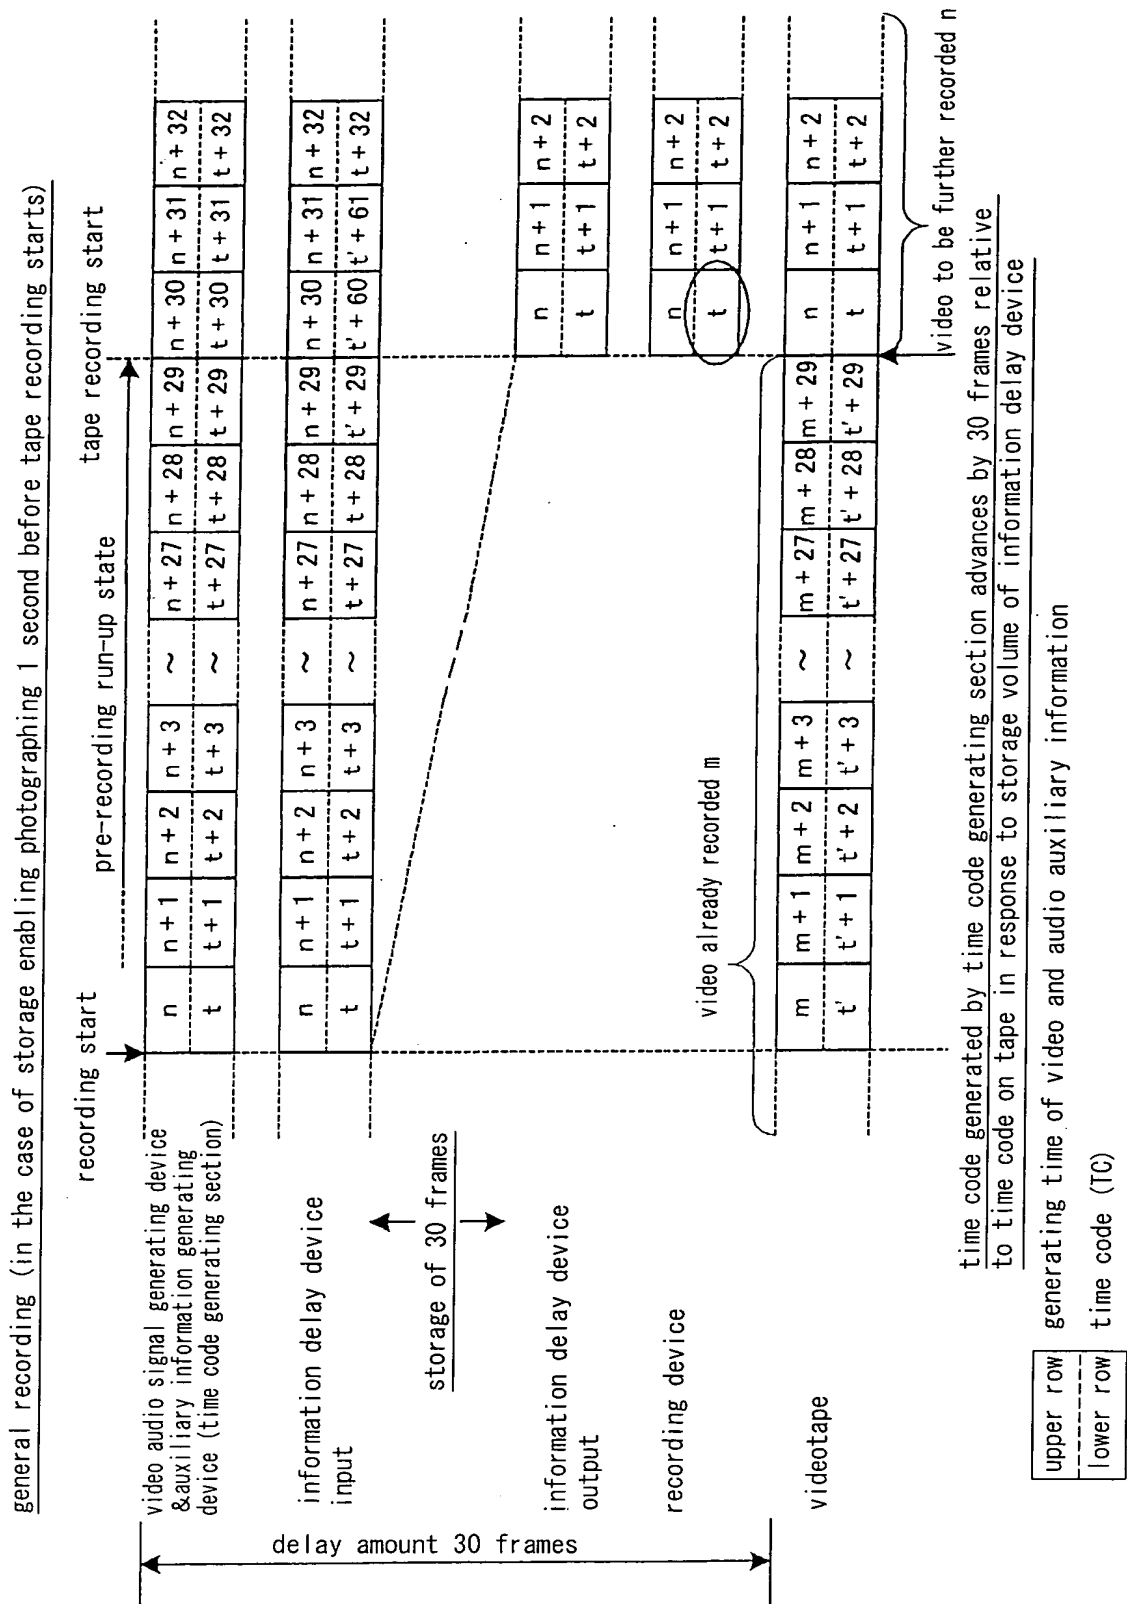 general recording (in the case of storage enabling photographing 1 second before tape recording starts)
recording start
pre-recording run-up state
tape recording start
video audio signal generating device
&auxiliary information generating
device (time code generating section)
n n + 1 n + 2 n + 3 ~ n + 27 n + 28 n + 29 n + 30 n + 31 n + 32
t t + 1 t + 2 t + 3 ~ t + 27 t + 28 t + 29 t + 30 t + 31 t + 32
information delay device
input
n n + 1 n + 2 n + 3 ~ n + 27 n + 28 n + 29 n + 30 n + 31 n + 32
t t + 1 t + 2 t + 3 ~ t + 27 t + 28 t' + 29 t' + 60 t' + 61 t + 32
storage of 30 frames
delay amount 30 frames
information delay device
output
n n + 1 n + 2
t t + 1 t + 2
recording device
n n + 1 n + 2
t t + 1 t + 2
video already recorded m
videotape
m m + 1 m + 2 m + 3 ~ m + 27 m + 28 m + 29 n n + 1 n + 2
t' t' + 1 t' + 2 t' + 3 ~ t' + 27 t' + 28 t' + 29 t t + 1 t + 2
video to be further recorded n
time code generated by time code generating section advances by 30 frames relative
to time code on tape in response to storage volume of information delay device
upper row generating time of video and audio auxiliary information
lower row time code (TC)